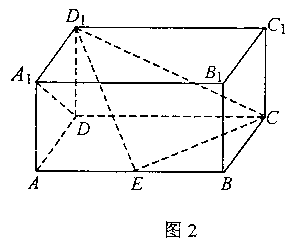 D₁ C₁
A₁ B₁
D C
A E B
图 2